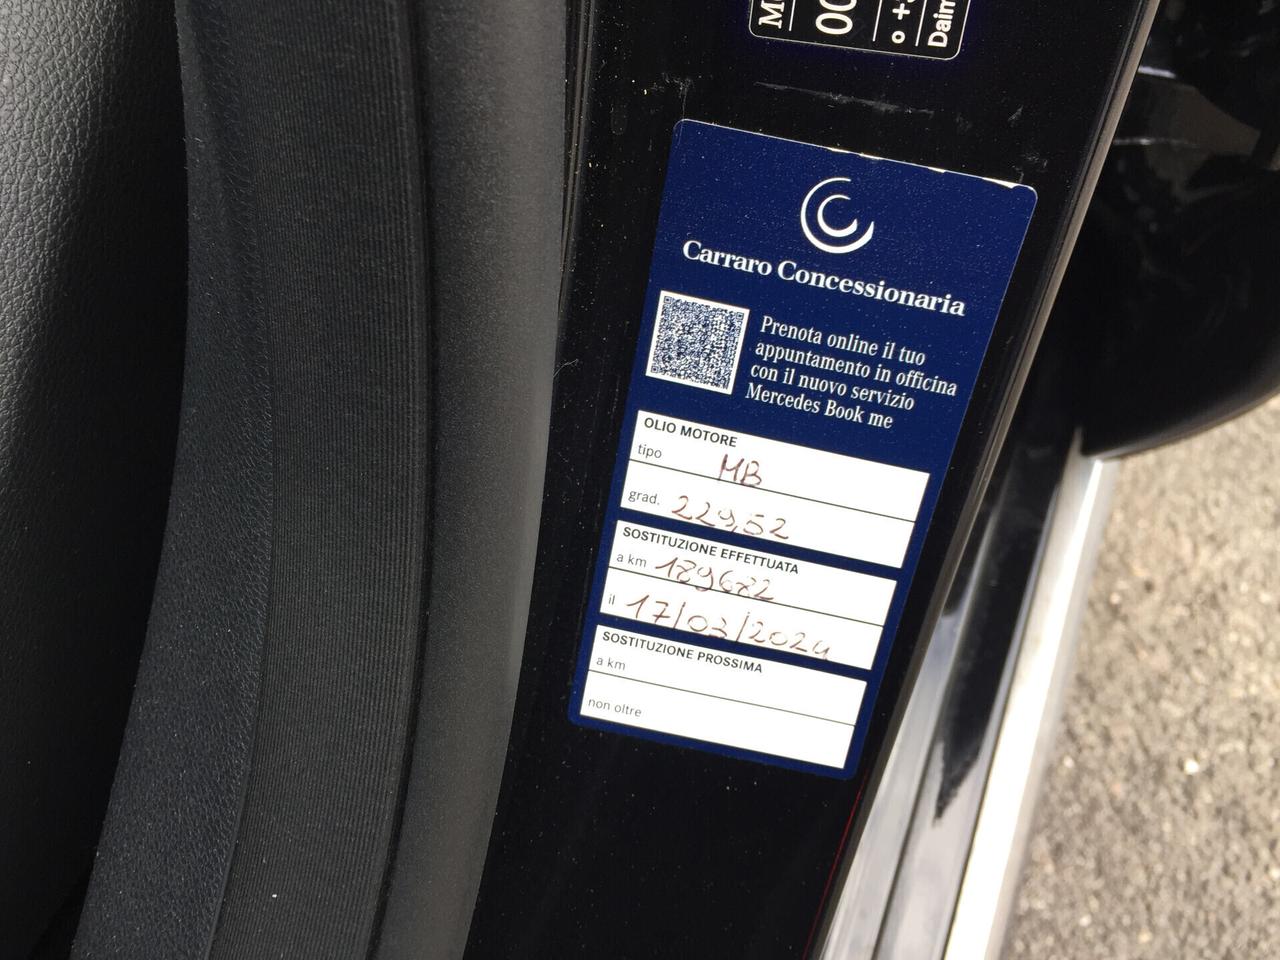 Carraro Concessionaria
Prenota online il tuo
appuntamento in officina
con il nuovo servizio
Mercedes Book me
OLIO MOTORE
tipo MB
grad. 229,52
SOSTITUZIONE EFFETTUATA
a km 189682
il 17/03/2024
SOSTITUZIONE PROSSIMA
a km
non oltre